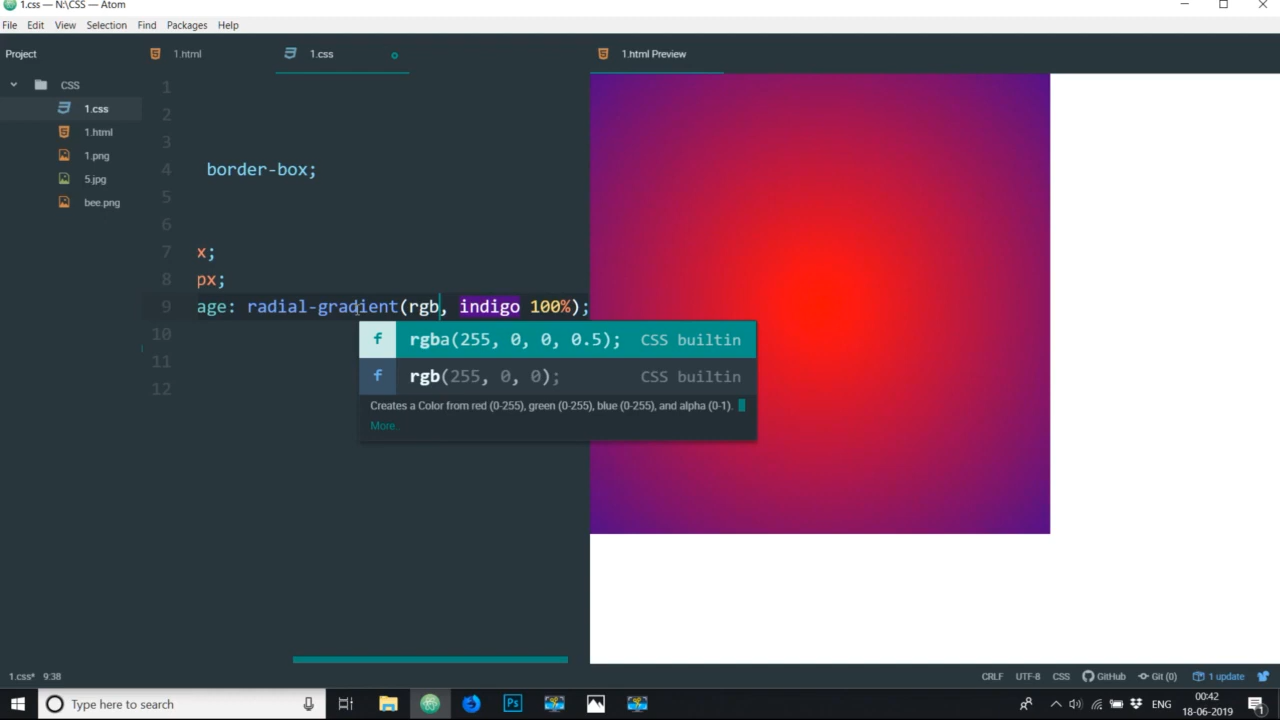 1.css — N:\CSS — Atom
File Edit View Selection Find Packages Help
Project
1.html
1.css
1.html Preview
CSS
1.css
1.html
1.png
5.jpg
bee.png
1
2
3
4 border-box;
5
6
7 x;
8 px;
9 age: radial-gradient(rgb, indigo 100%);
10
11
12
f rgba(255, 0, 0, 0.5); CSS builtin
f rgb(255, 0, 0); CSS builtin
Creates a Color from red (0-255), green (0-255), blue (0-255), and alpha (0-1).
More..
1.css* 9:38
CRLF UTF-8 CSS GitHub Git (0) 1 update
Type here to search
Ps
ENG
00:42
18-06-2019
1